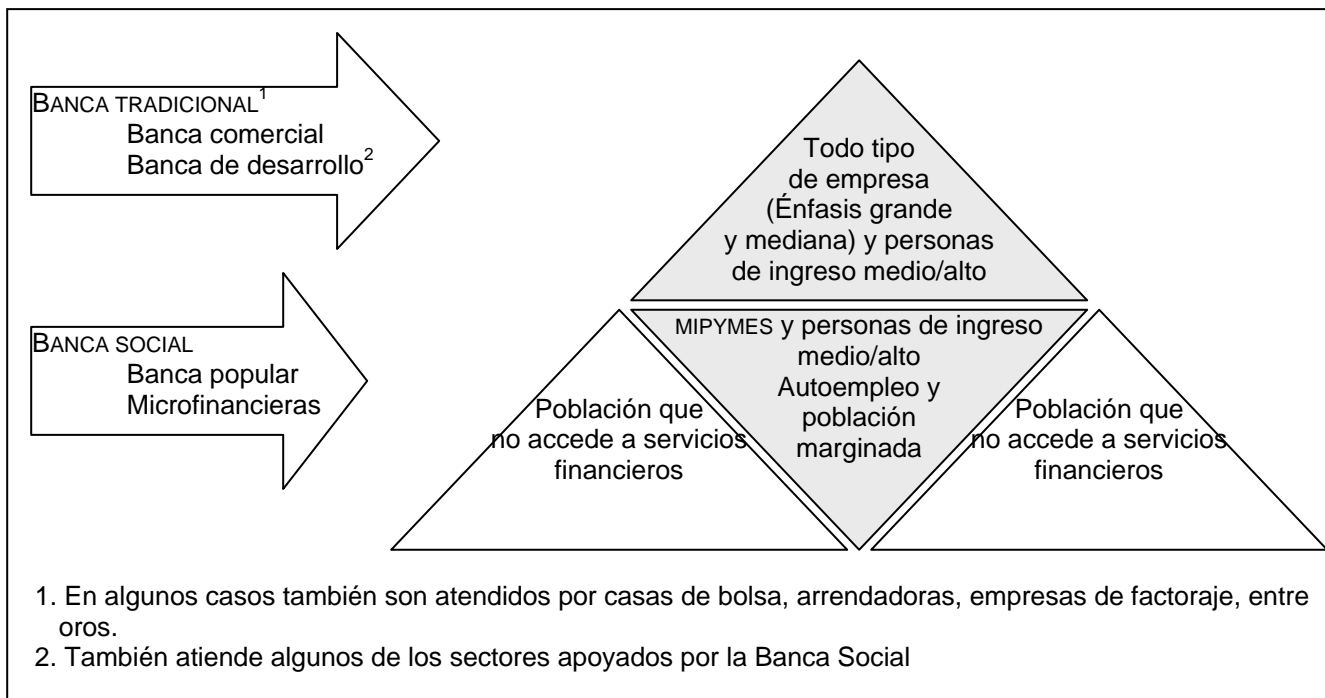 BANCA TRADICIONAL1
Banca comercial
Banca de desarrollo2
Todo tipo
de empresa
(Énfasis grande
y mediana) y personas
de ingreso medio/alto
BANCA SOCIAL
Banca popular
Microfinancieras
MIPYMES y personas de ingreso
medio/alto
Autoempleo y
población
marginada
Población que
no accede a servicios
financieros
Población que
no accede a servicios
financieros
1. En algunos casos también son atendidos por casas de bolsa, arrendadoras, empresas de factoraje, entre
oros.
2. También atiende algunos de los sectores apoyados por la Banca Social